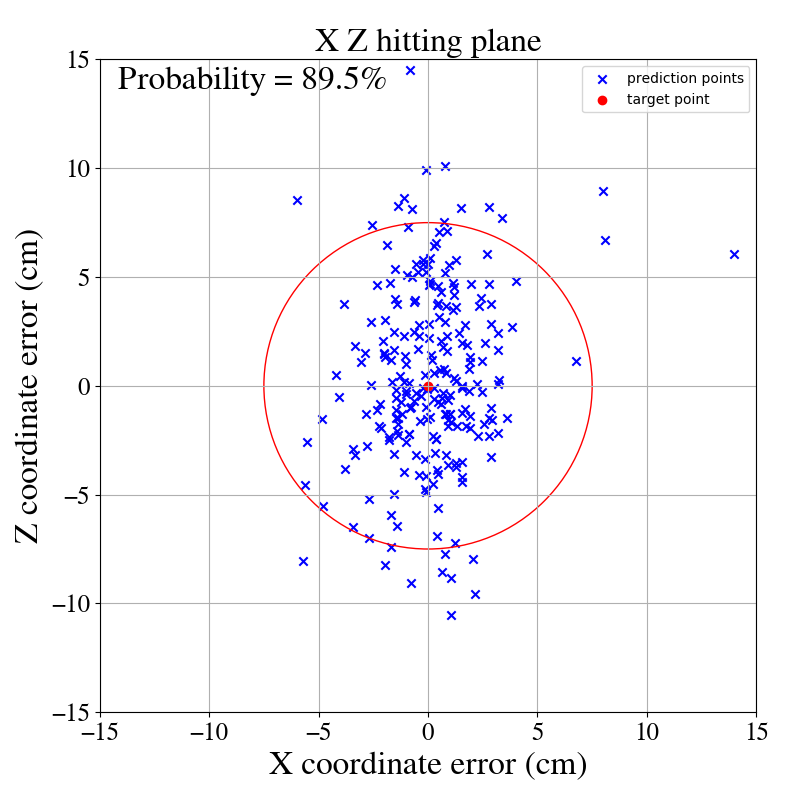 X Z hitting plane
Probability = 89.5%
prediction points
target point
Z coordinate error (cm)
15
10
5
0
−5
−10
−15
−15 −10 −5 0 5 10 15
X coordinate error (cm)